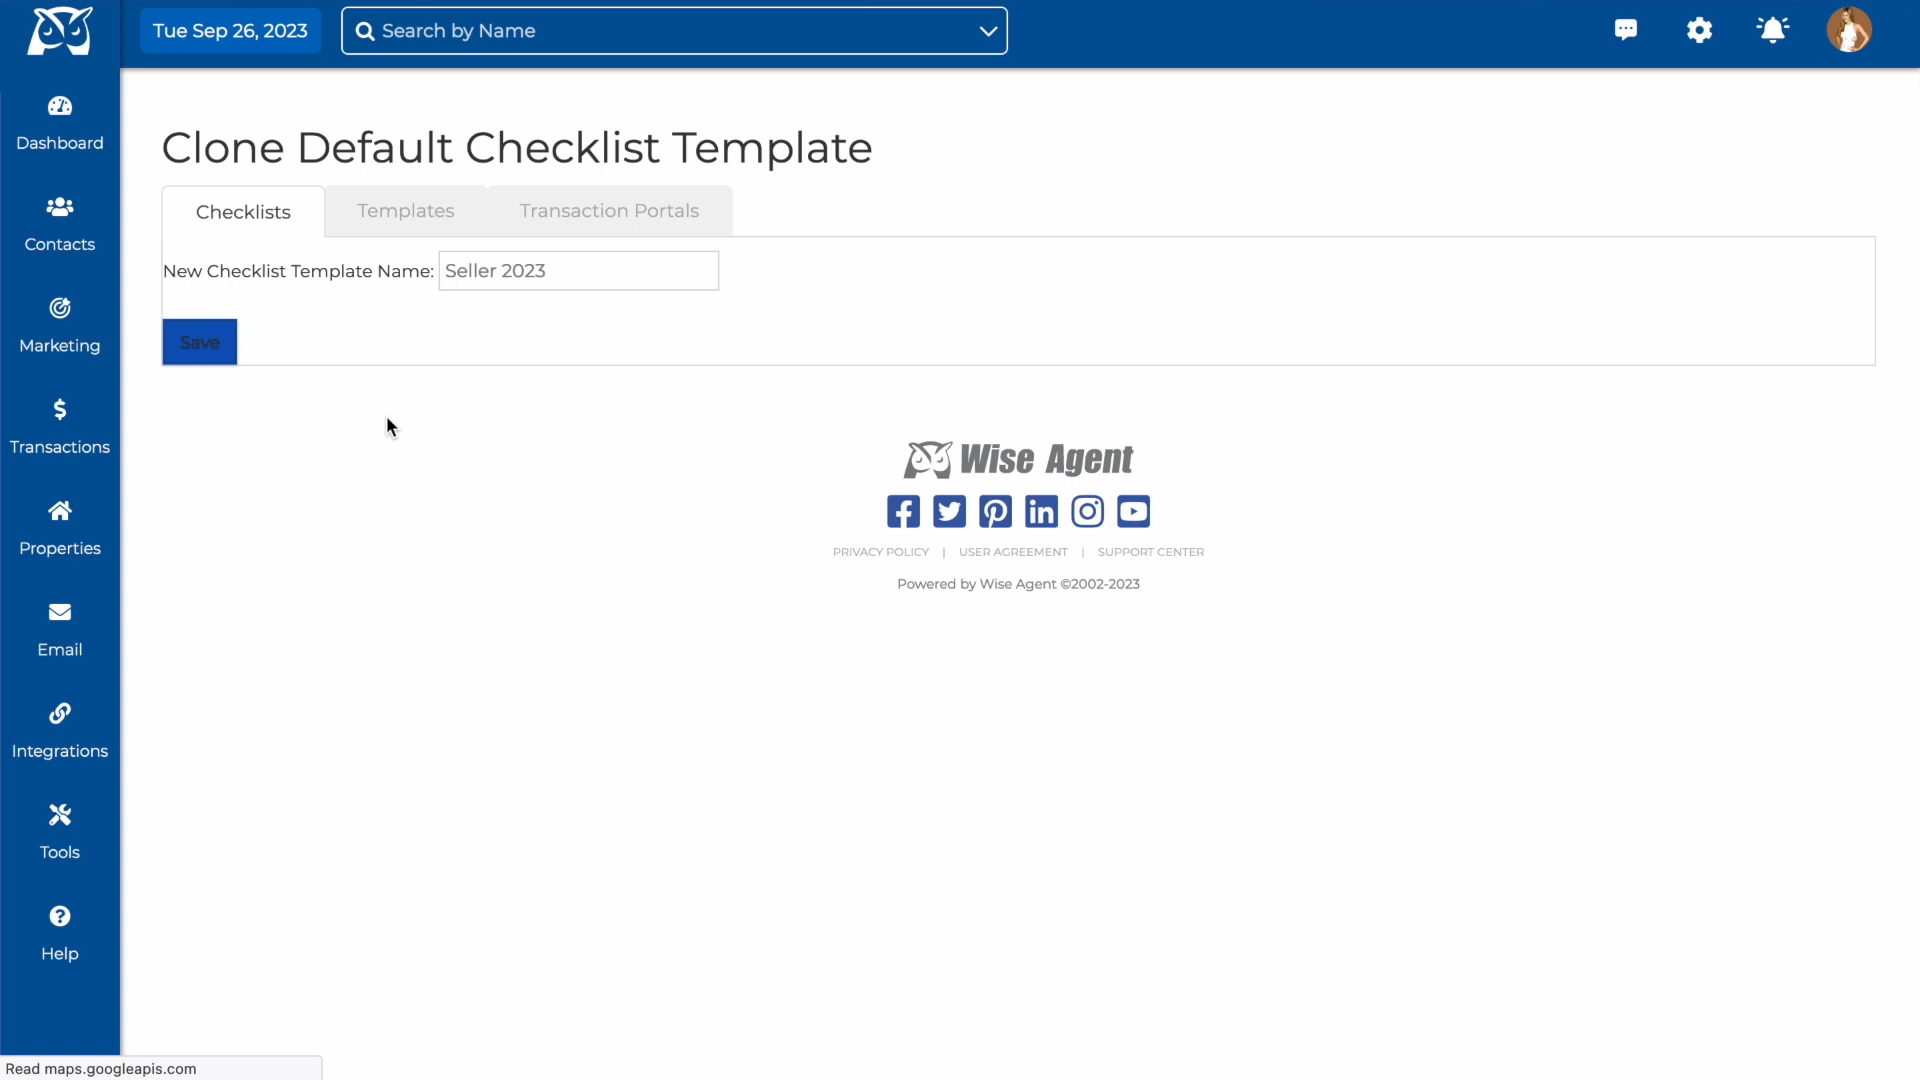 Tue Sep 26, 2023
Search by Name
Dashboard
Contacts
Marketing
Transactions
Properties
Email
Integrations
Tools
Help
Clone Default Checklist Template
Checklists
Templates
Transaction Portals
New Checklist Template Name: Seller 2023
Save
Wise Agent
PRIVACY POLICY | USER AGREEMENT | SUPPORT CENTER
Powered by Wise Agent ©2002-2023
Read maps.googleapis.com